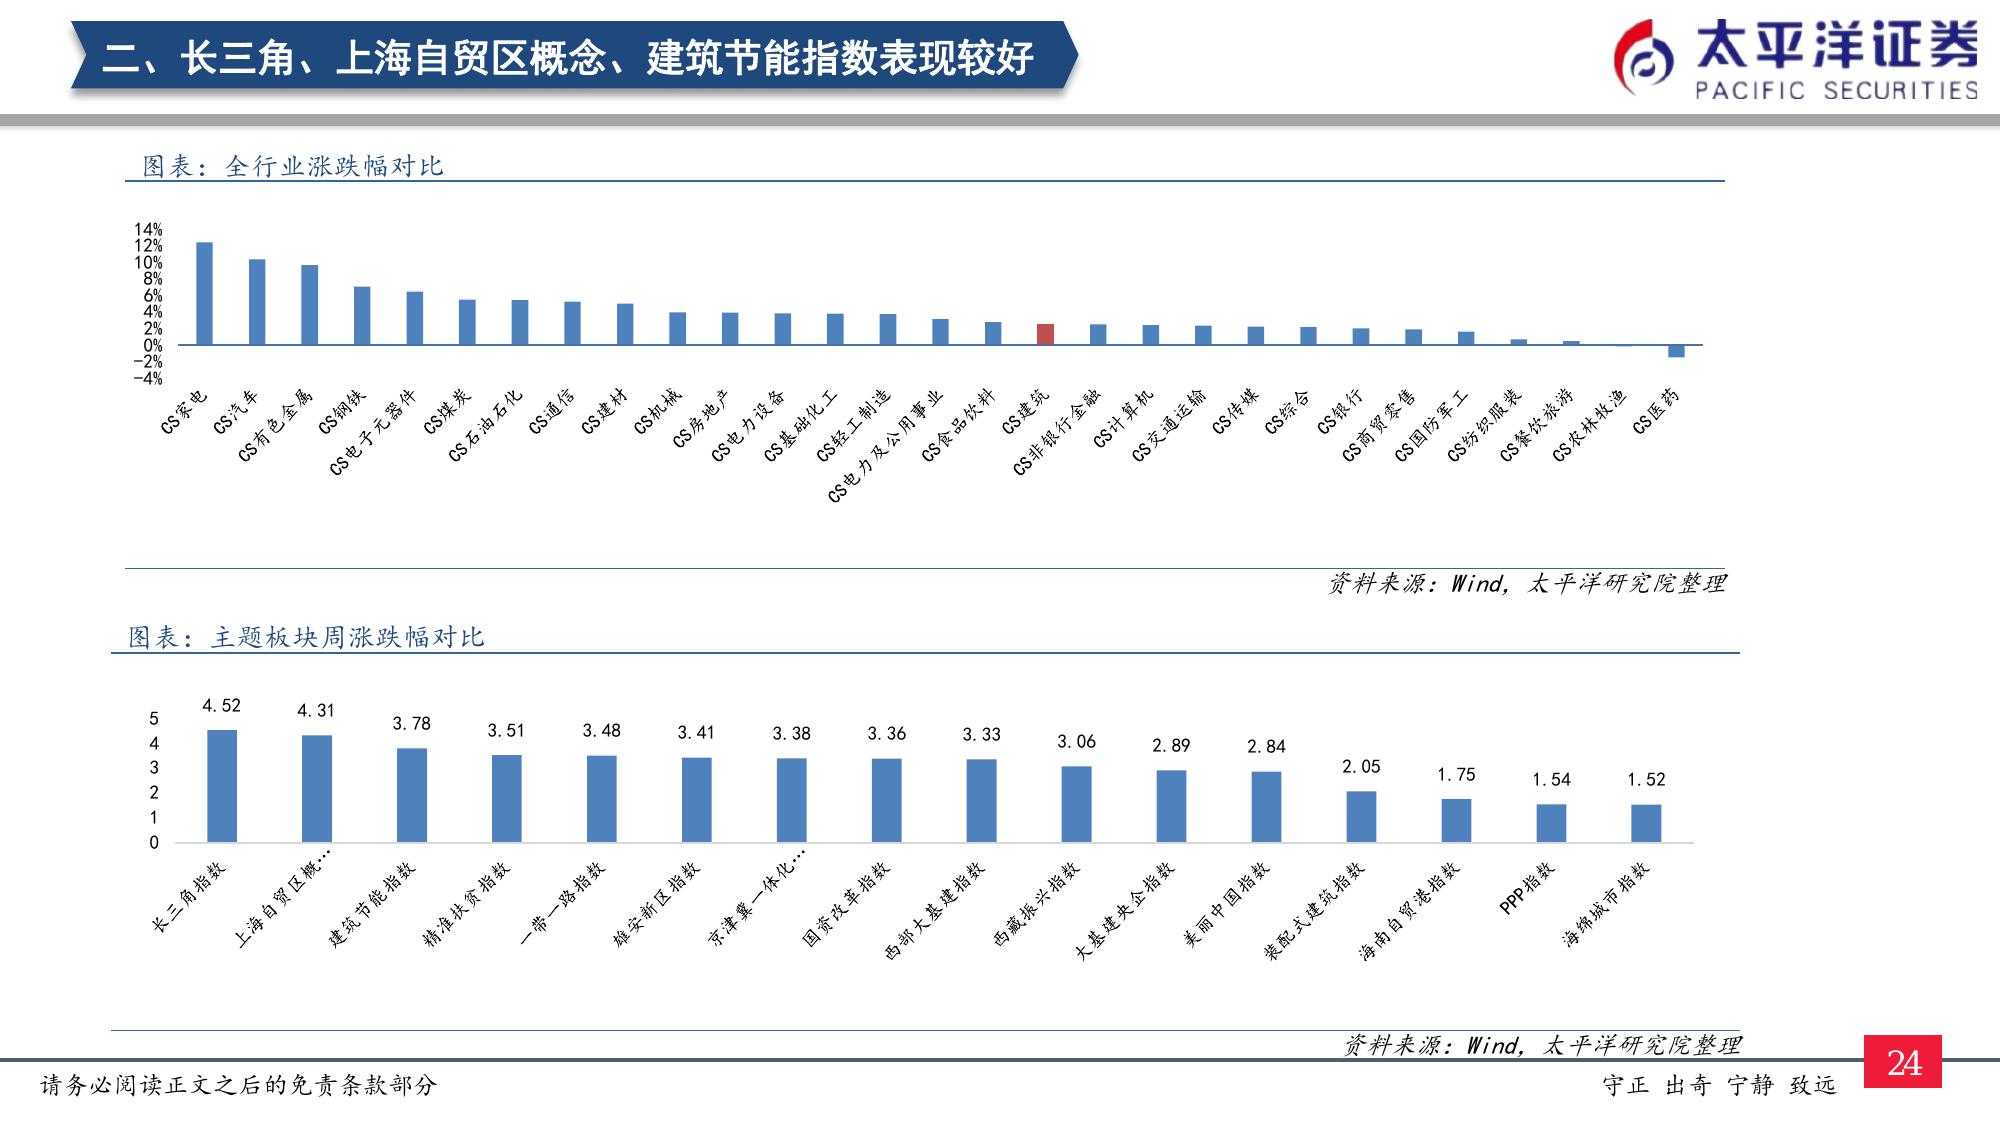 二、长三角、上海自贸区概念、建筑节能指数表现较好
太平洋证券
PACIFIC SECURITIES
图表：全行业涨跌幅对比
14%
12%
10%
8%
6%
4%
2%
0%
-2%
-4%
CS家电
CS汽车
CS有色金属
CS钢铁
CS电子元器件
CS煤炭
CS石油石化
CS通信
CS建材
CS机械
CS房地产
CS电力设备
CS基础化工
CS轻工制造
CS电力及公用事业
CS食品饮料
CS建筑
CS非银行金融
CS计算机
CS交通运输
CS传媒
CS综合
CS银行
CS商贸零售
CS国防军工
CS纺织服装
CS餐饮旅游
CS农林牧渔
CS医药
资料来源：Wind，太平洋研究院整理
图表：主题板块周涨跌幅对比
5
4
3
2
1
0
4.52
4.31
3.78
3.51
3.48
3.41
3.38
3.36
3.33
3.06
2.89
2.84
2.05
1.75
1.54
1.52
长三角指数
上海自贸区概…
建筑节能指数
精准扶贫指数
一带一路指数
雄安新区指数
京津冀一体化…
国资改革指数
西部大基建指数
西藏振兴指数
大基建央企指数
美丽中国指数
装配式建筑指数
海南自贸港指数
PPP指数
海绵城市指数
资料来源：Wind，太平洋研究院整理
请务必阅读正文之后的免责条款部分
守正 出奇 宁静 致远
24